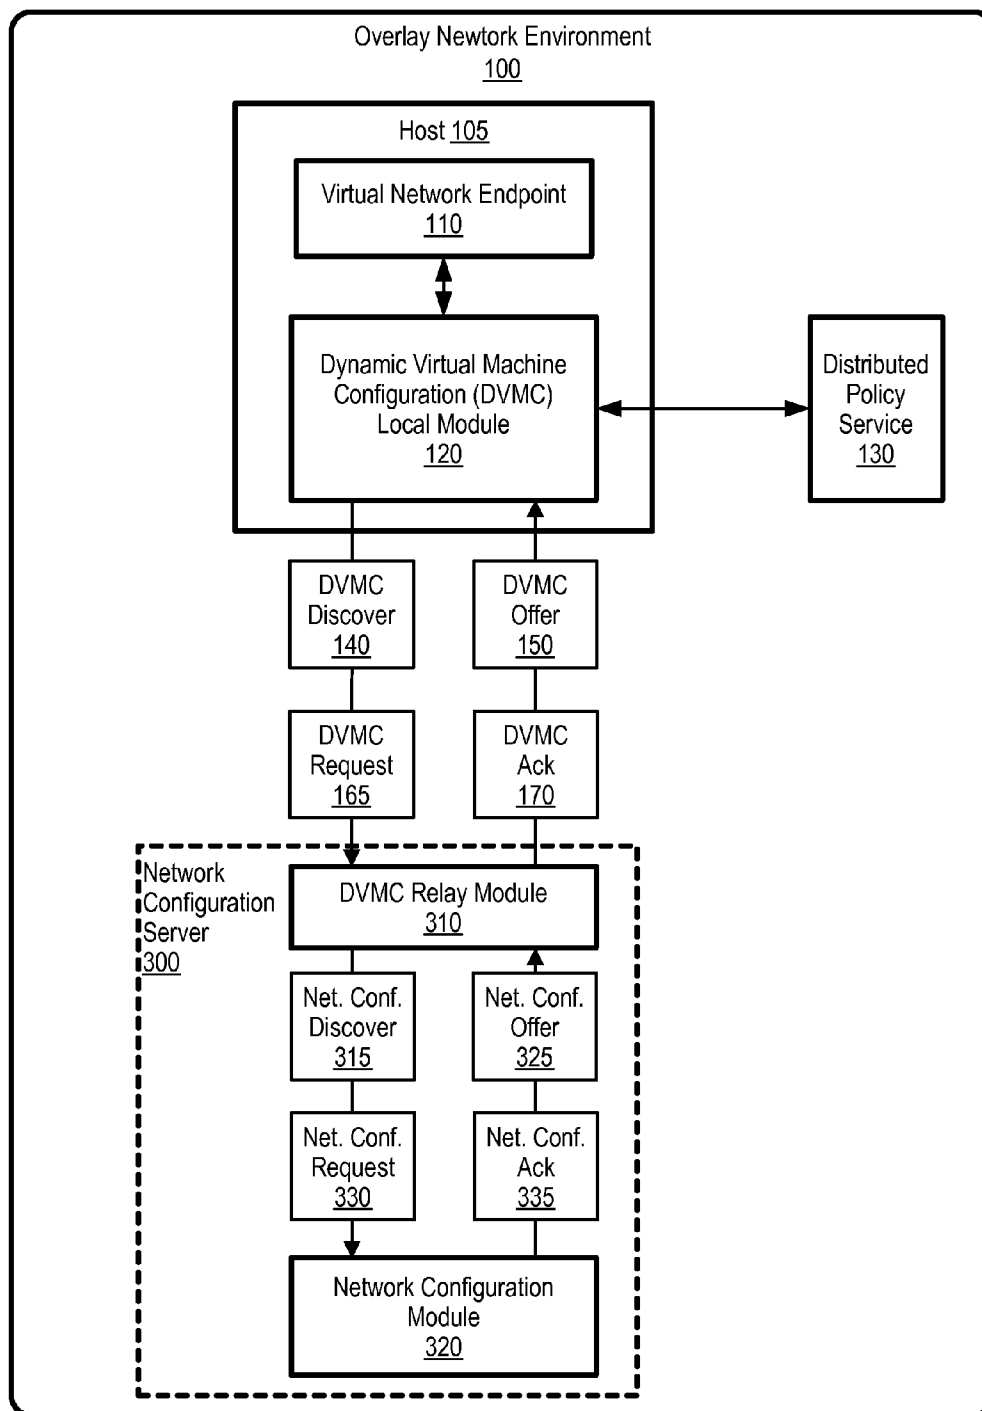 Overlay Newtork Environment
100
Host 105
Virtual Network Endpoint
110
Dynamic Virtual Machine
Configuration (DVMC)
Local Module
120
Distributed
Policy
Service
130
DVMC
Discover
140
DVMC
Offer
150
DVMC
Request
165
DVMC
Ack
170
Network
Configuration
Server
300
DVMC Relay Module
310
Net. Conf.
Discover
315
Net. Conf.
Offer
325
Net. Conf.
Request
330
Net. Conf.
Ack
335
Network Configuration
Module
320